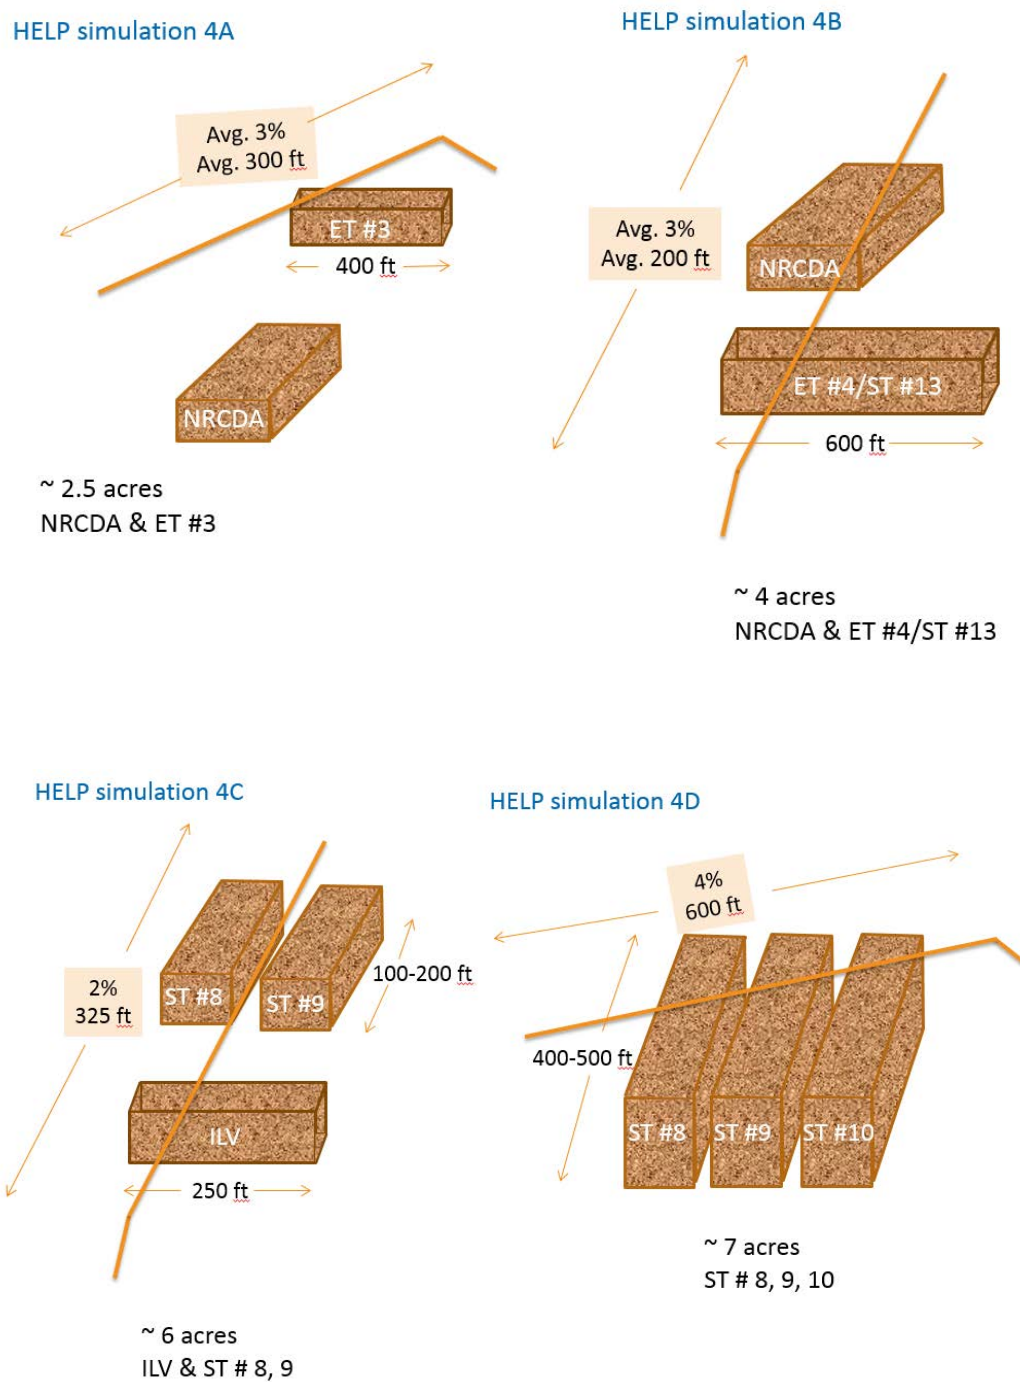 HELP simulation 4A
Avg. 3%
Avg. 300 ft
ET #3
400 ft
NRCDA
~ 2.5 acres
NRCDA & ET #3
HELP simulation 4B
Avg. 3%
Avg. 200 ft
NRCDA
ET #4/ST #13
600 ft
~ 4 acres
NRCDA & ET #4/ST #13
HELP simulation 4C
2%
325 ft
ST #8
ST #9
100-200 ft
ILV
250 ft
~ 6 acres
ILV & ST # 8, 9
HELP simulation 4D
4%
600 ft
400-500 ft
ST #8
ST #9
ST #10
~ 7 acres
ST # 8, 9, 10